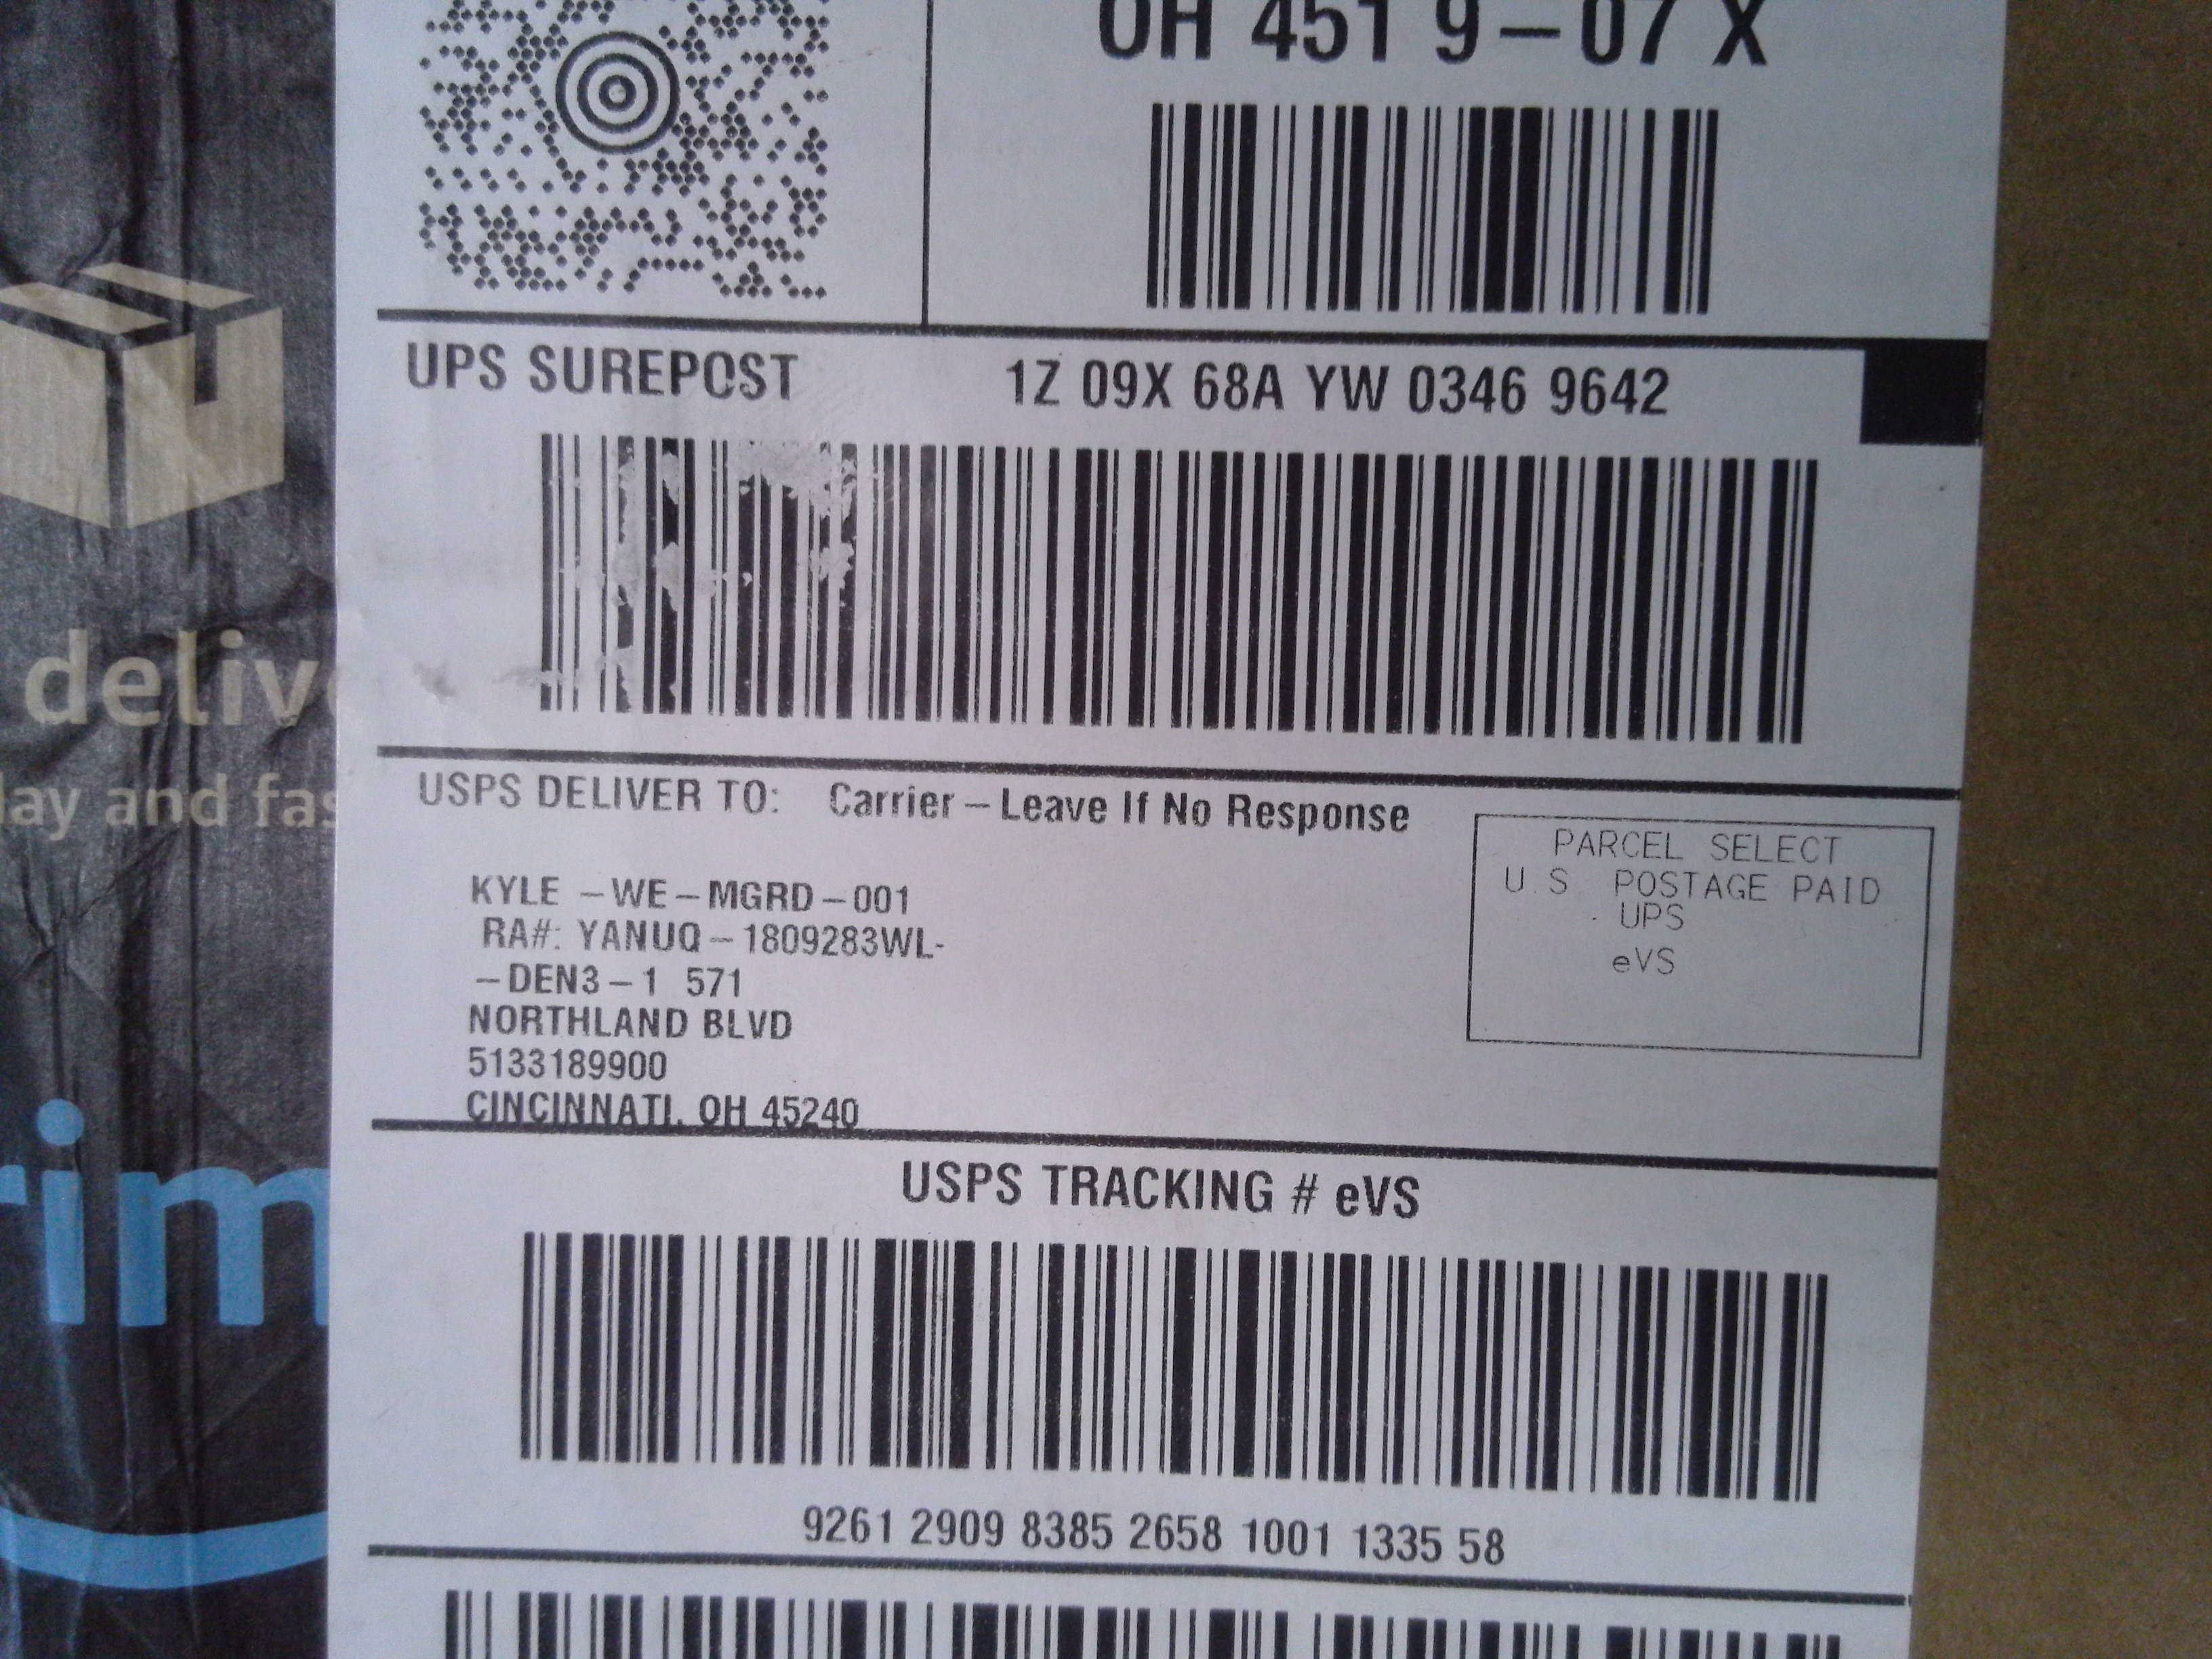 OH 451 9-07 X
UPS SUREPOST 1Z 09X 68A YW 0346 9642
USPS DELIVER TO: Carrier - Leave If No Response
PARCEL SELECT
U.S. POSTAGE PAID
UPS
eVS
KYLE -WE-MGRD-001
RA#: YANUQ-1809283WL-
-DEN3-1 571
NORTHLAND BLVD
5133189900
CINCINNATI, OH 45240
USPS TRACKING # eVS
9261 2909 8385 2658 1001 1335 58
deliv
lay and fas
rim